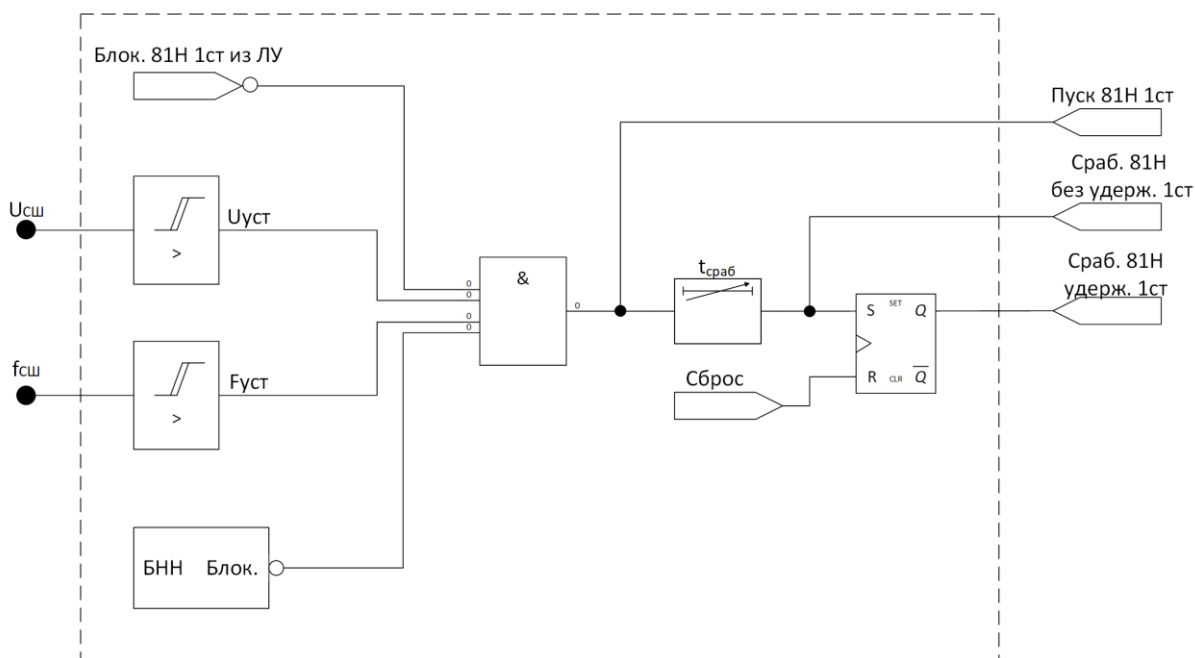 Блок. 81Н 1ст из ЛУ
Пуск 81Н 1ст
Сраб. 81Н
без удерж. 1ст
Uсш
Uуст
>
&
tсраб
Сраб. 81Н
удерж. 1ст
0
0
0
0
0
S SET Q
fсш
Fуст
>
Сброс
R CLR Q
БНН Блок.